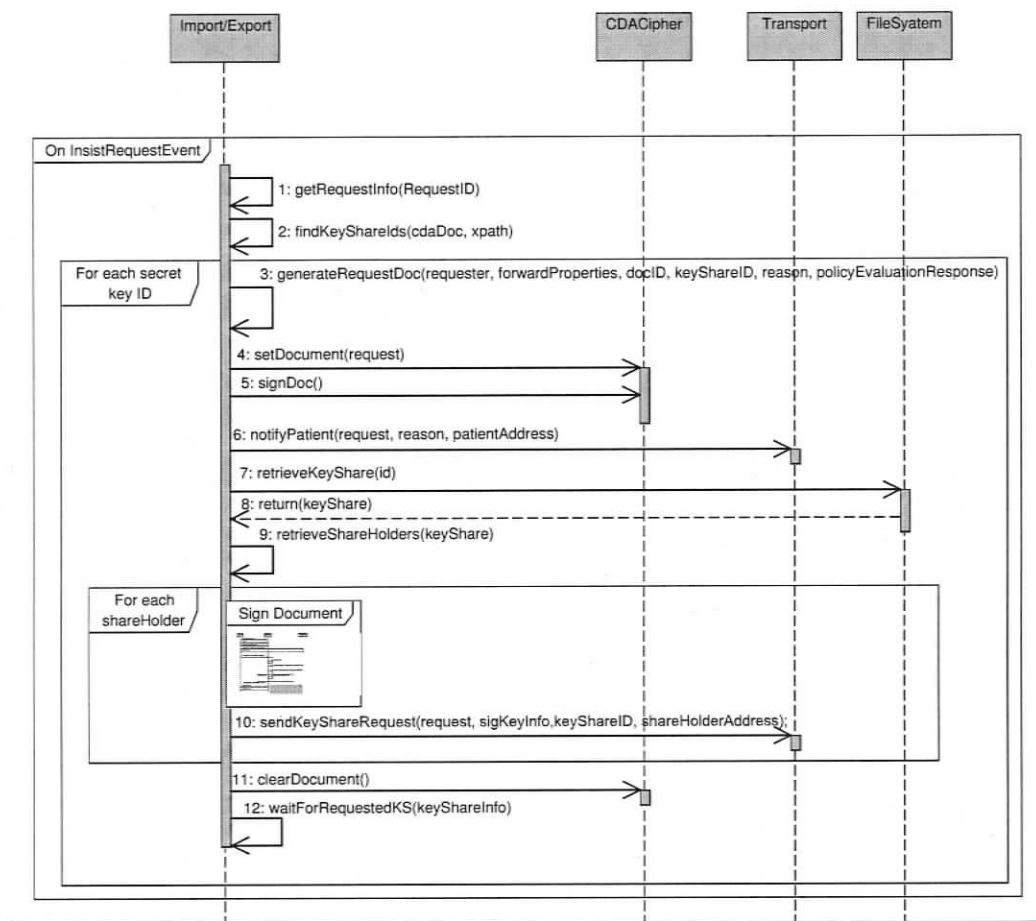 Import/Export
CDACipher
Transport
FileSyatem
On InsistRequestEvent
1: getRequestInfo(RequestID)
2: findKeyShareIds(cdaDoc, xpath)
For each secret
key ID
3: generateRequestDoc(requester, forwardProperties, docID, keyShareID, reason, policyEvaluationResponse)
4: setDocument(request)
5: signDoc()
6: notifyPatient(request, reason, patientAddress)
7: retrieveKeyShare(id)
8: return(keyShare)
9: retrieveShareHolders(keyShare)
For each
shareHolder
Sign Document
10: sendKeyShareRequest(request, sigKeyInfo,keyShareID, shareHolderAddress);
11: clearDocument()
12: waitForRequestedKS(keyShareInfo)